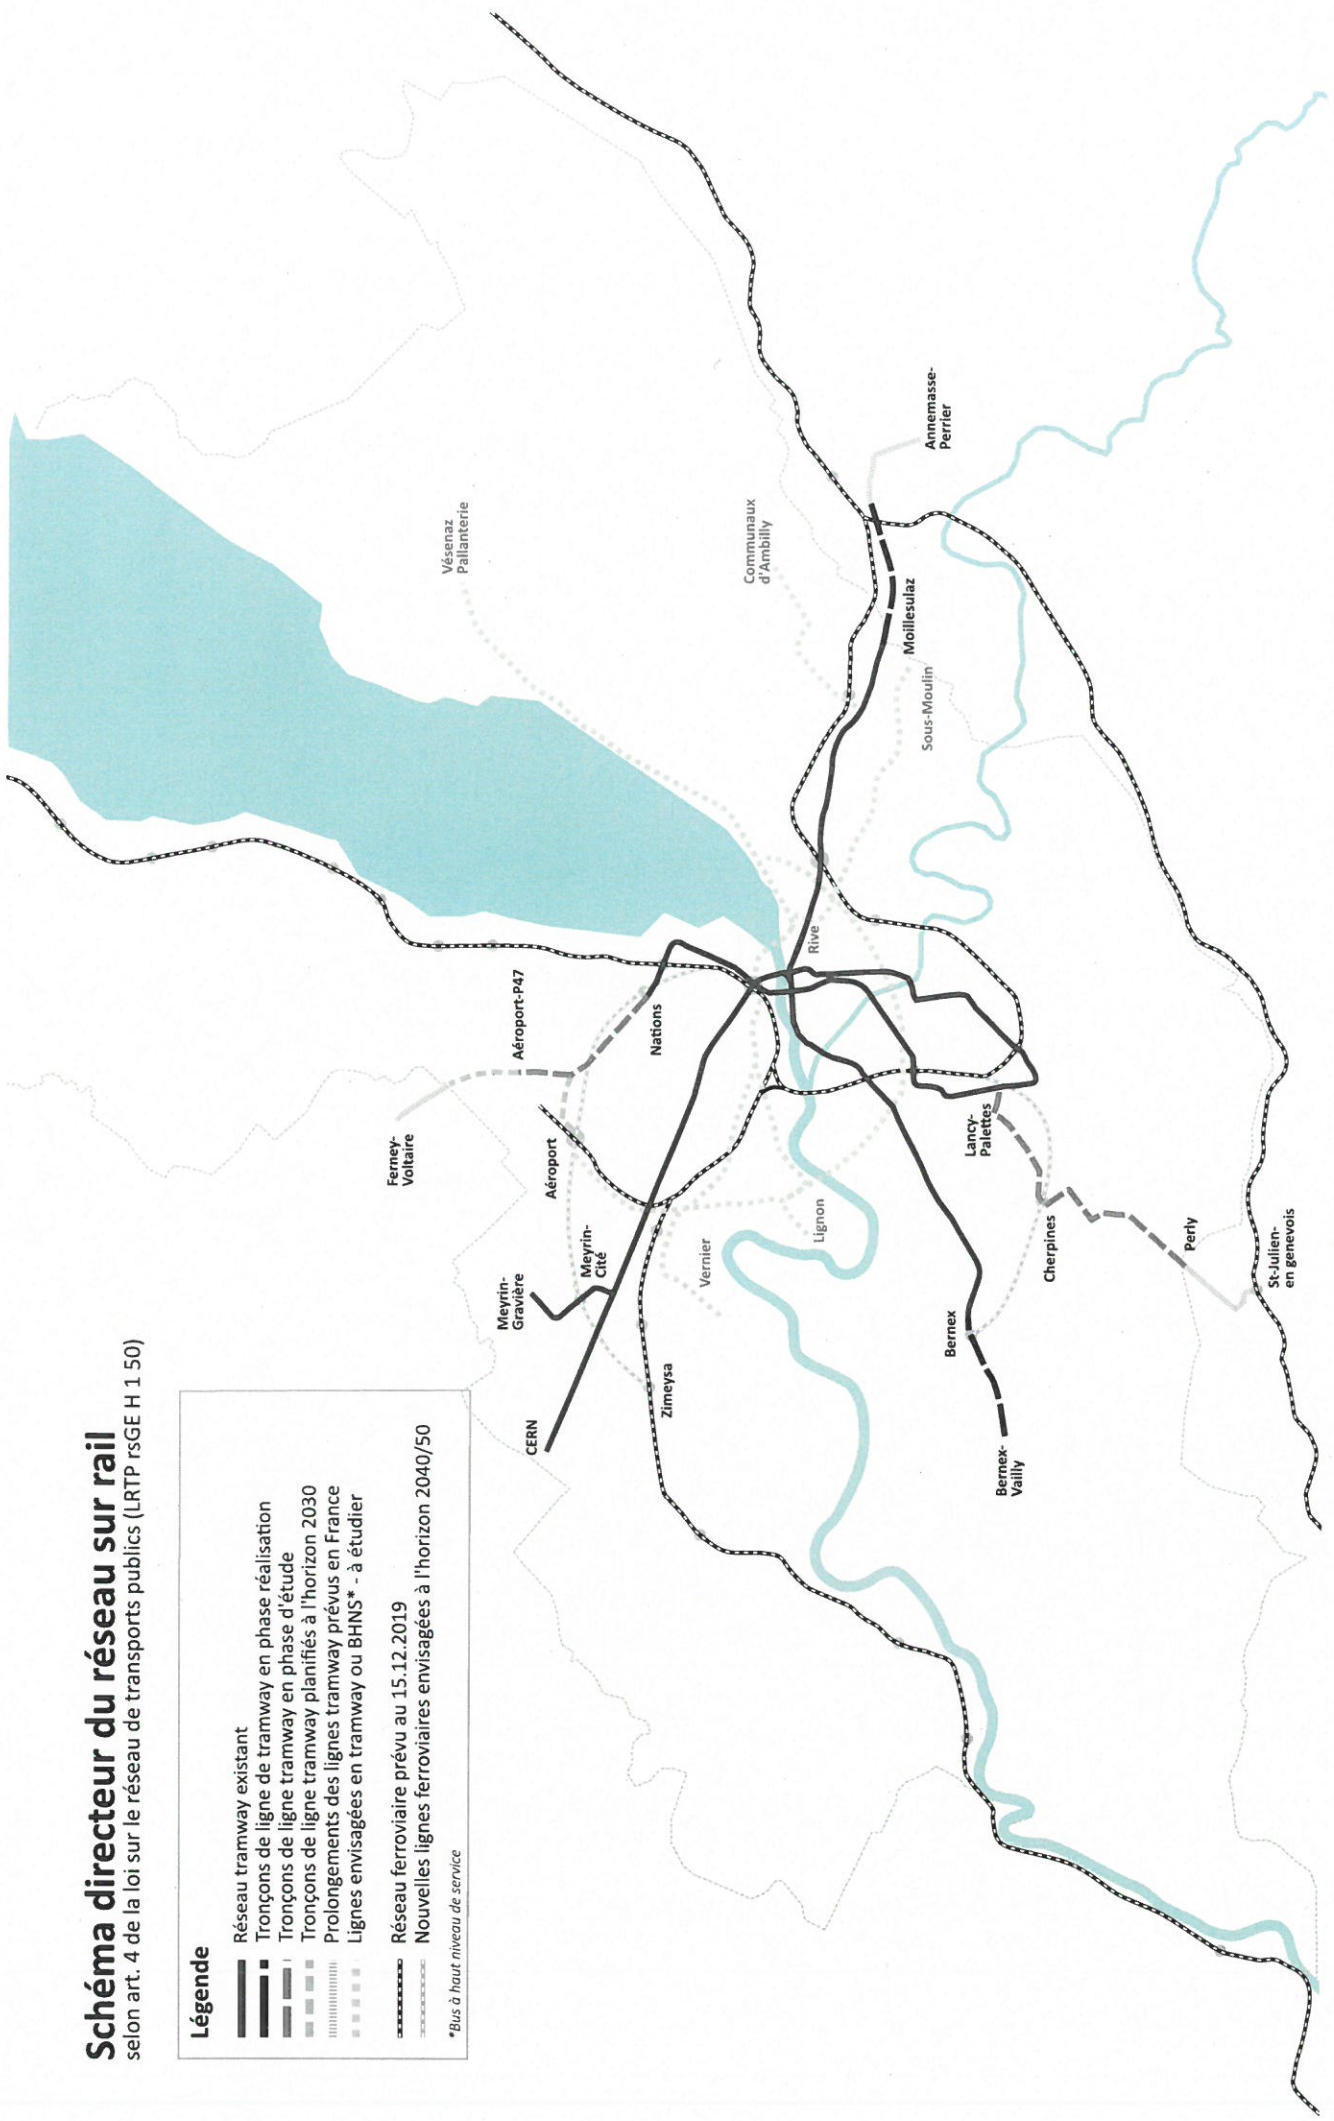 Schéma directeur du réseau sur rail
selon art. 4 de la loi sur le réseau de transports publics (LRTP rsGE H 1 50)
Légende
Réseau tramway existant
Tronçons de ligne de tramway en phase réalisation
Tronçons de ligne tramway en phase d'étude
Tronçons de ligne tramway planifiés à l'horizon 2030
Prolongements des lignes tramway prévus en France
Lignes envisagées en tramway ou BHNS* - à étudier
Réseau ferroviaire prévu au 15.12.2019
Nouvelles lignes ferroviaires envisagées à l'horizon 2040/50
*Bus à haut niveau de service
Ferney-
Voltaire
Vésenaz
Pallanterie
Aéroport-P47
Meyrin-
Gravière
CERN
Aéroport
Meyrin-
Cité
Nations
Zimeysa
Vernier
Communaux
d'Ambilly
Lignon
Rive
Moillesulaz
Annemasse-
Perrier
Sous-Moulin
Bernex
Lancy-
Palettes
Bernex-
Vailly
Cherpines
Perly
St-Julien-
en genevois